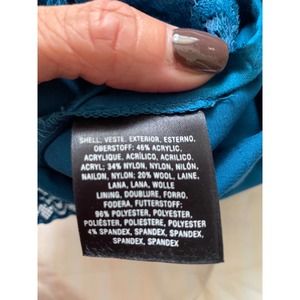 SHELL, VESTE, EXTERIOR, ESTERNO,
OBERSTOFF: 46% ACRYLIC,
ACRYLIQUE, ACRÍLICO, ACRILICO,
ACRYL; 34% NYLON, NYLON, NILÓN,
NAILON, NYLON; 20% WOOL, LAINE,
LANA, LANA, WOLLE
LINING, DOUBLURE, FORRO,
FODERA, FUTTERSTOFF:
96% POLYESTER, POLYESTER,
POLIÉSTER, POLIESTERE, POLYESTER
4% SPANDEX, SPANDEX, SPANDEX,
SPANDEX, SPANDEX